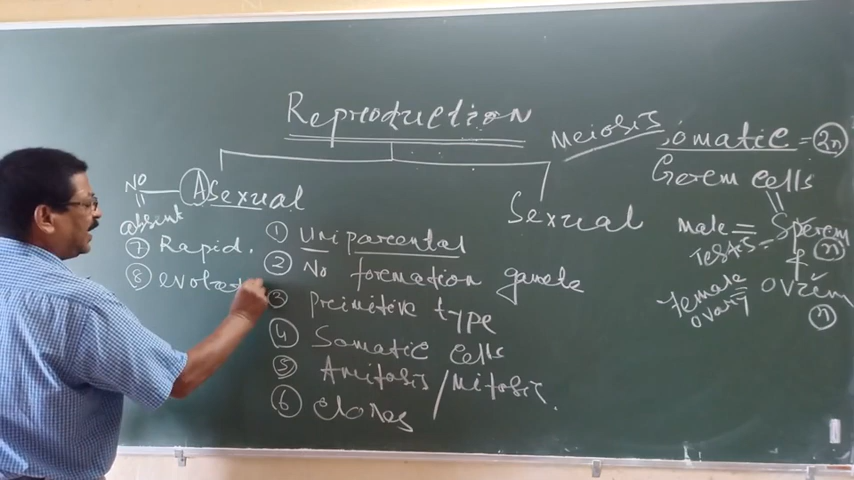 Reproduction
Meiosis
somatic = 2n
Germ cells
No
Asexual
absent
Sexual
male = Sperm
Testis - n
female = ovum
ovary n
① Uniparental
② No formation gamete
③ Primitive type
④ Somatic cells
⑤ Amitosis / Mitosis.
⑥ clones
⑦ Rapid.
⑧ evolut